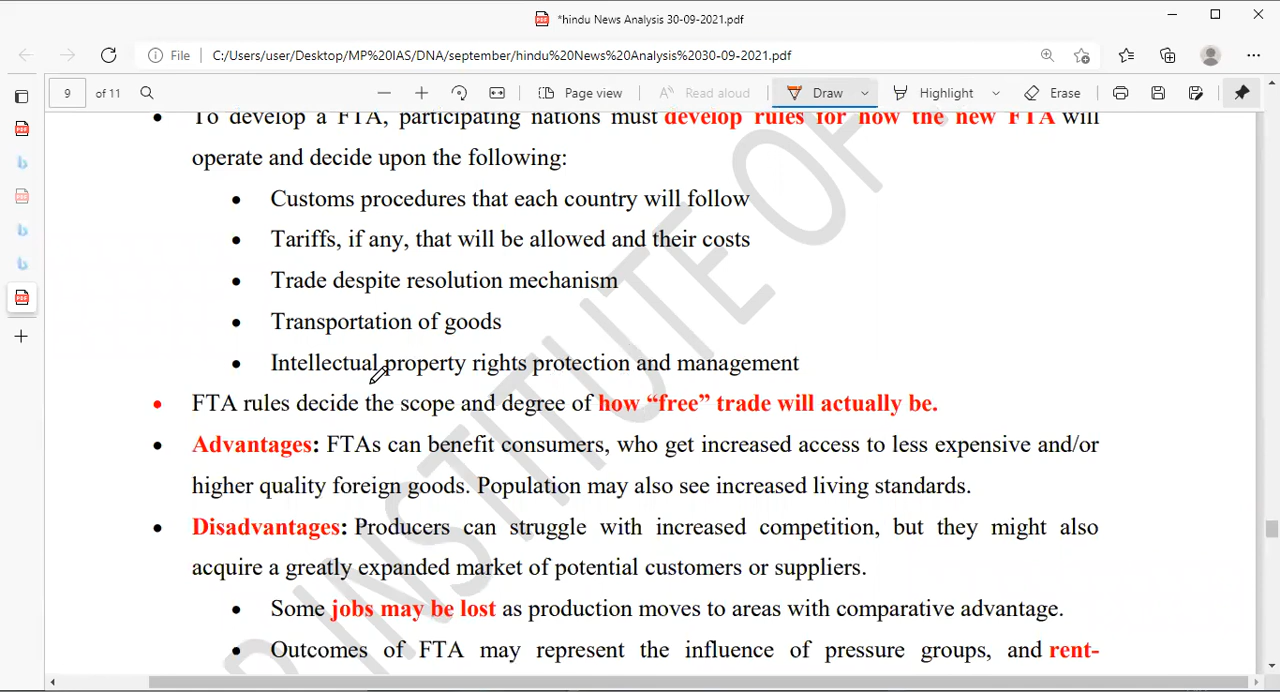 *hindu News Analysis 30-09-2021.pdf
File C:/Users/user/Desktop/MP%20IAS/DNA/september/hindu%20News%20Analysis%2030-09-2021.pdf
9 of 11 Page view Read aloud Draw Highlight Erase
• To develop a FTA, participating nations must develop rules for how the new FTA will
operate and decide upon the following:
• Customs procedures that each country will follow
• Tariffs, if any, that will be allowed and their costs
• Trade despite resolution mechanism
• Transportation of goods
• Intellectual property rights protection and management
• FTA rules decide the scope and degree of how “free” trade will actually be.
• Advantages: FTAs can benefit consumers, who get increased access to less expensive and/or
higher quality foreign goods. Population may also see increased living standards.
• Disadvantages: Producers can struggle with increased competition, but they might also
acquire a greatly expanded market of potential customers or suppliers.
• Some jobs may be lost as production moves to areas with comparative advantage.
• Outcomes of FTA may represent the influence of pressure groups, and rent-
INSTITUTE OF